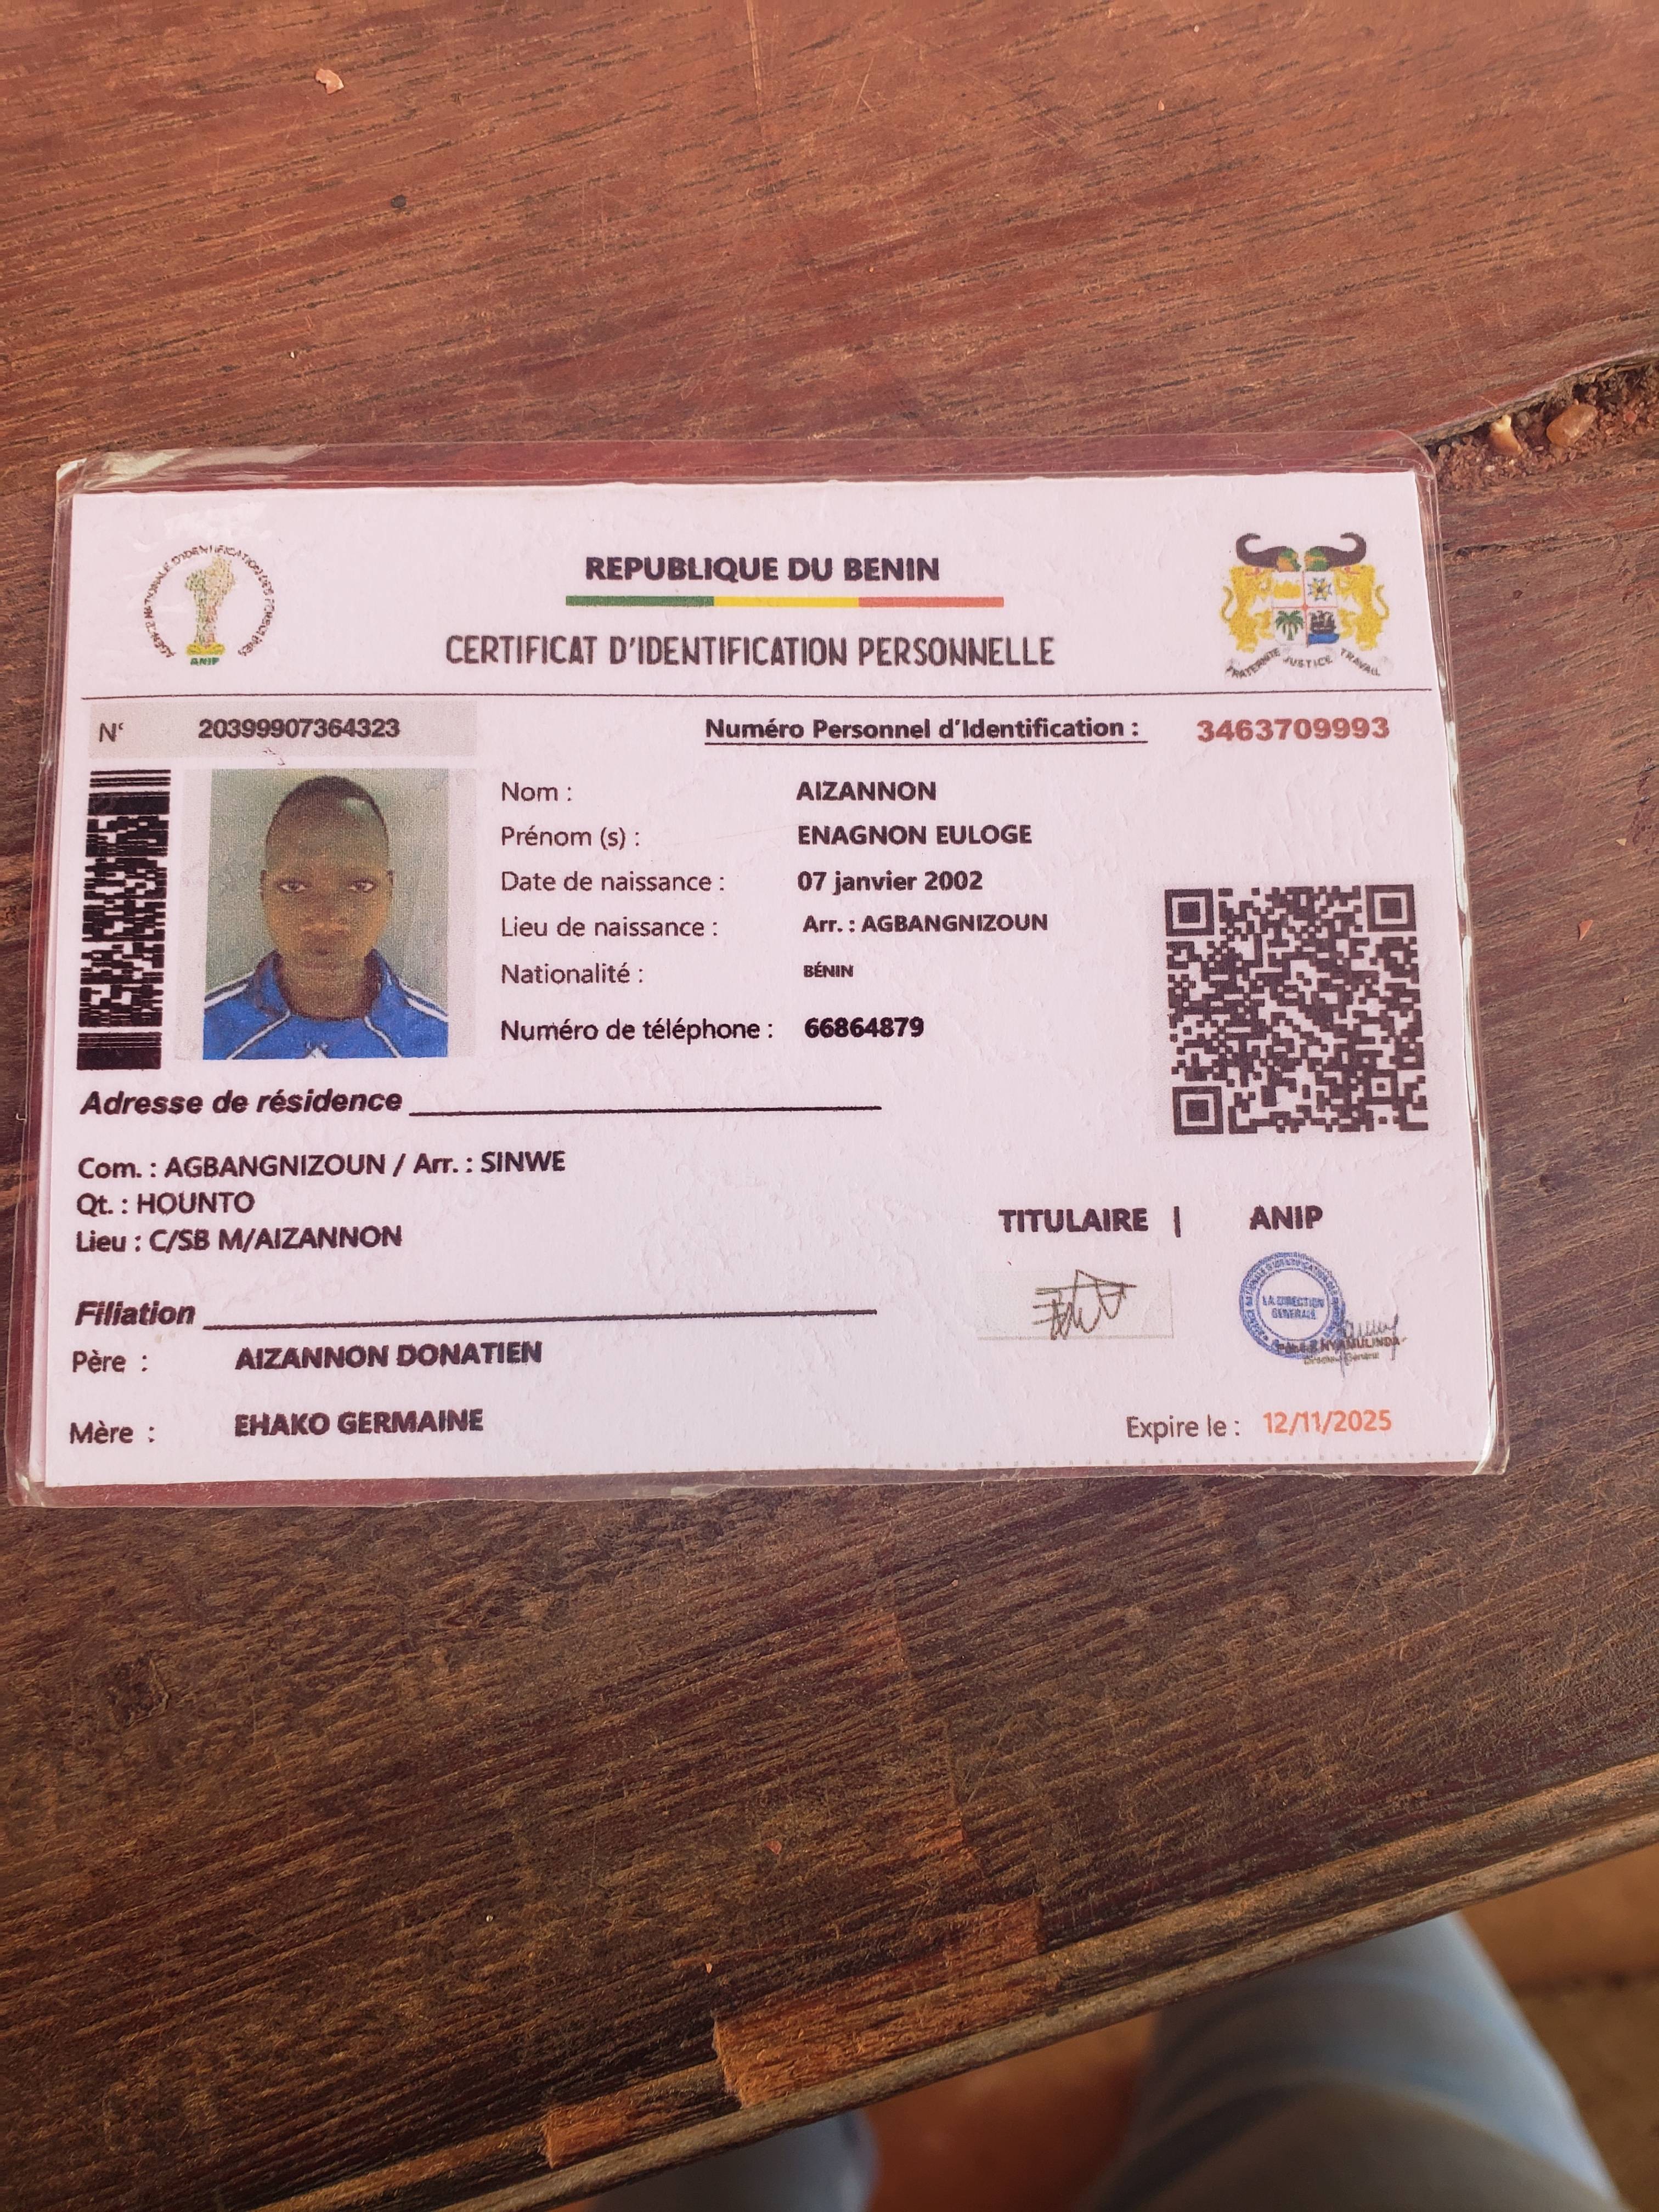 AGENCE NATIONALE D'IDENTIFICATION DES PERSONNES
ANIP
REPUBLIQUE DU BENIN
CERTIFICAT D'IDENTIFICATION PERSONNELLE
FRATERNITE JUSTICE TRAVAIL
N° 20399907364323
Numéro Personnel d'Identification : 3463709993
Nom : AIZANNON
Prénom (s) : ENAGNON EULOGE
Date de naissance : 07 janvier 2002
Lieu de naissance : Arr. : AGBANGNIZOUN
Nationalité : BÉNIN
Numéro de téléphone : 66864879
Adresse de résidence
Com. : AGBANGNIZOUN / Arr. : SINWE
Qt. : HOUNTO
Lieu : C/SB M/AIZANNON
TITULAIRE | ANIP
LA DIRECTION
GENERALE
NYAMULINDA
Directeur Général
Filiation
Père : AIZANNON DONATIEN
Mère : EHAKO GERMAINE
Expire le : 12/11/2025